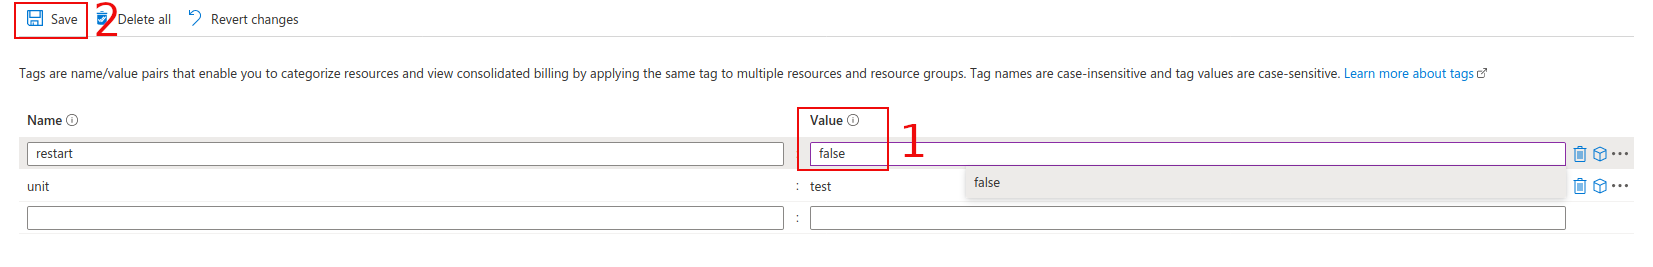 Save 2 Delete all Revert changes
Tags are name/value pairs that enable you to categorize resources and view consolidated billing by applying the same tag to multiple resources and resource groups. Tag names are case-insensitive and tag values are case-sensitive. Learn more about tags
Name Value
restart : false 1
false
unit : test
: